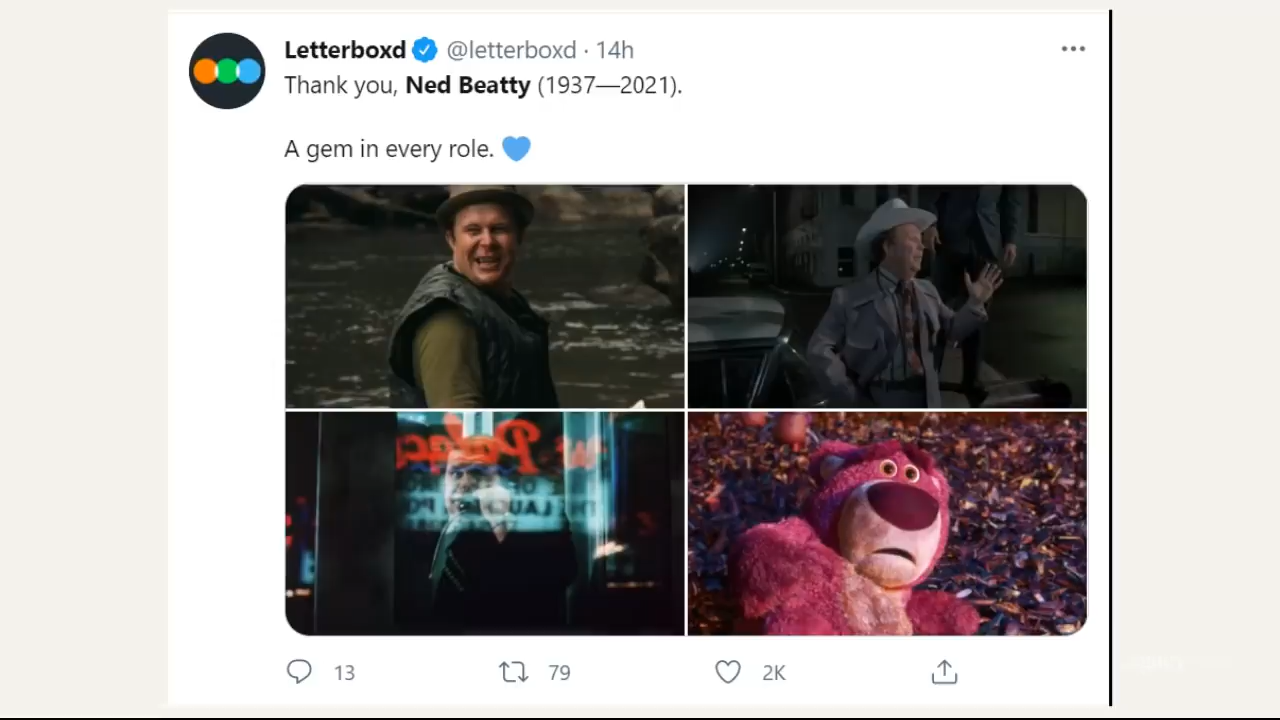 Letterboxd @letterboxd · 14h
Thank you, Ned Beatty (1937—2021).
A gem in every role. 💙
13 79 2K